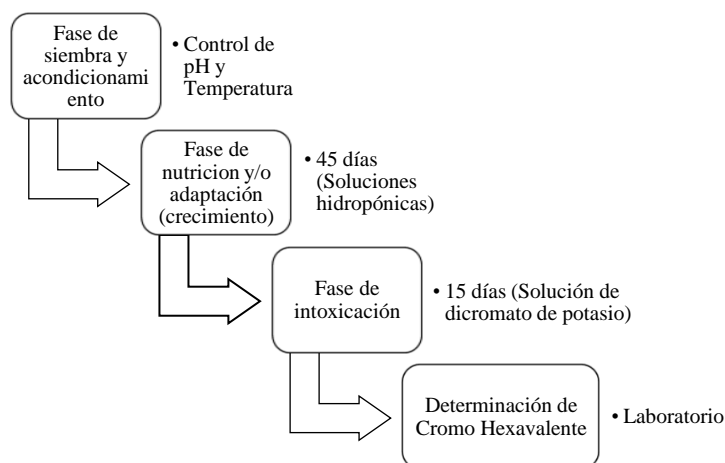 Fase de
siembra y
acondicionami
ento
• Control de
pH y
Temperatura
Fase de
nutricion y/o
adaptación
(crecimiento)
• 45 días
(Soluciones
hidropónicas)
Fase de
intoxicación
• 15 días (Solución de
dicromato de potasio)
Determinación de
Cromo Hexavalente
• Laboratorio